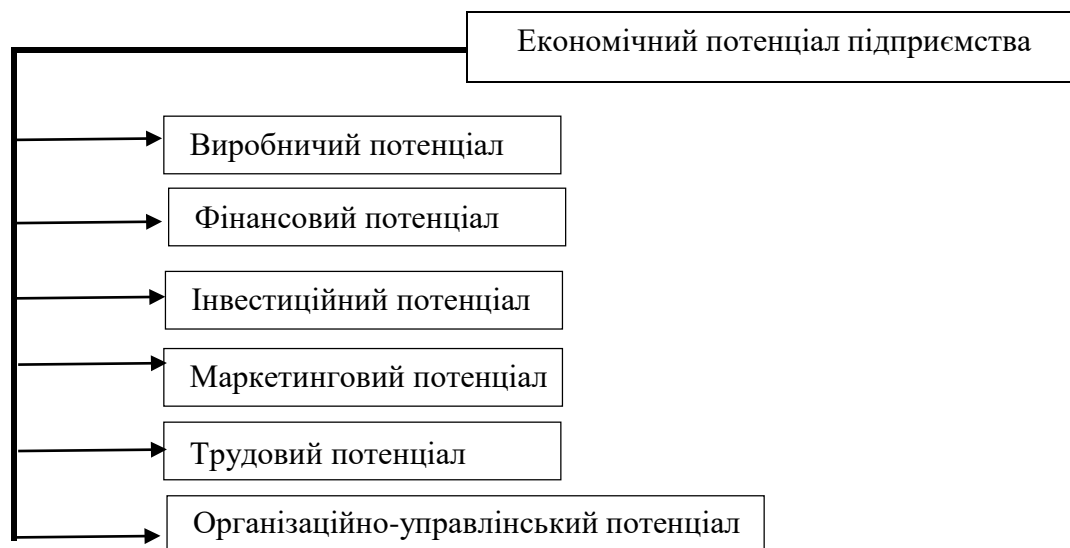 Економічний потенціал підприємства
Виробничий потенціал
Фінансовий потенціал
Інвестиційний потенціал
Маркетинговий потенціал
Трудовий потенціал
Організаційно-управлінський потенціал